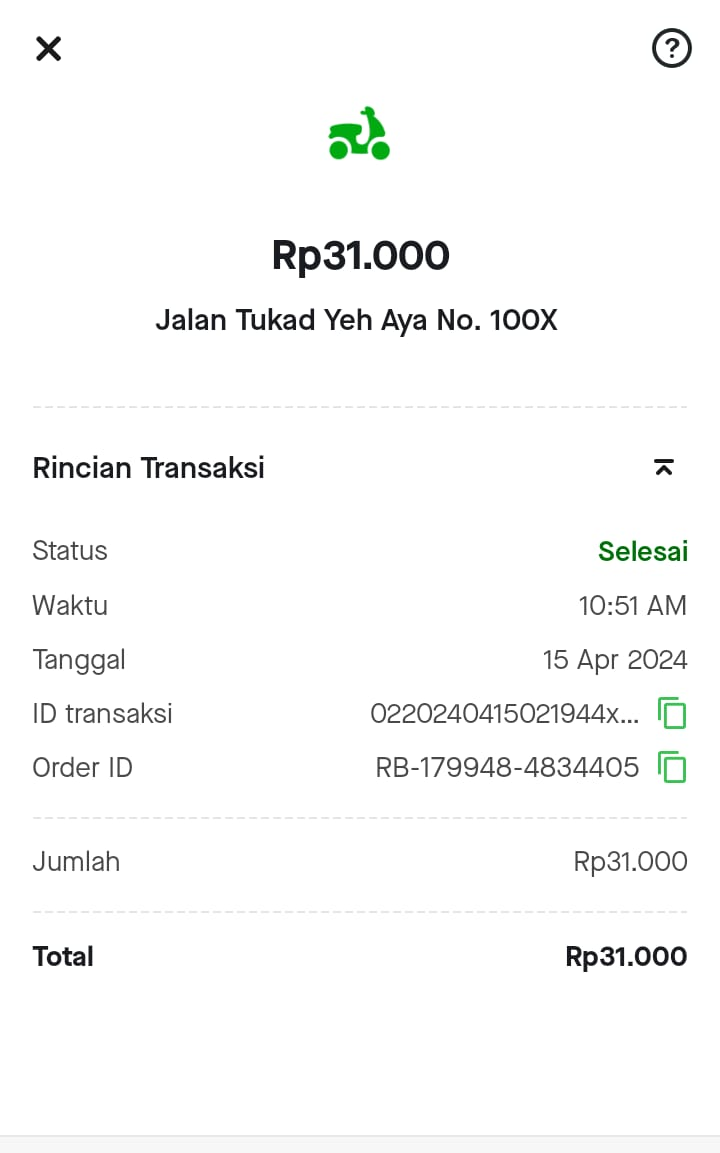 Rp31.000
Jalan Tukad Yeh Aya No. 100X
Rincian Transaksi
Status Selesai
Waktu 10:51 AM
Tanggal 15 Apr 2024
ID transaksi 0220240415021944x...
Order ID RB-179948-4834405
Jumlah Rp31.000
Total Rp31.000